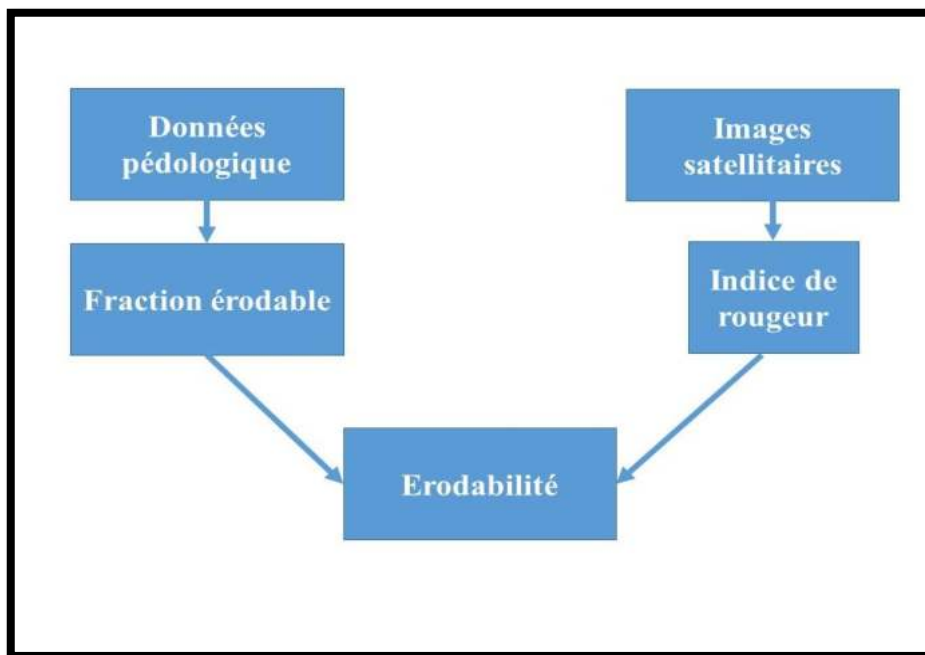 Données
pédologique
Images
satellitaires
Fraction érodable
Indice de
rougeur
Erodabilité